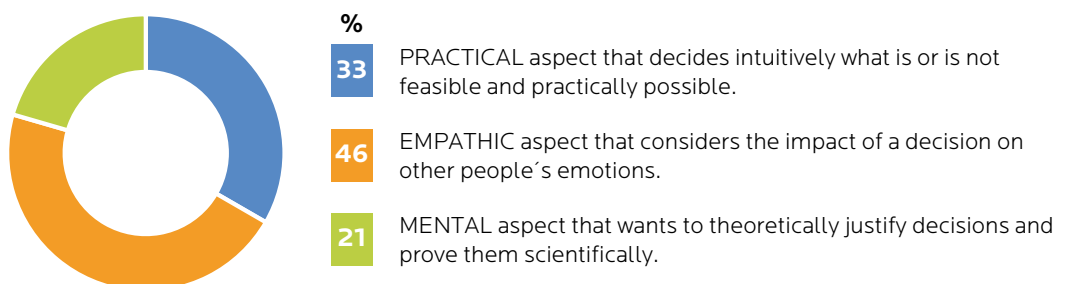 %
33
PRACTICAL aspect that decides intuitively what is or is not
feasible and practically possible.
46
EMPATHIC aspect that considers the impact of a decision on
other people´s emotions.
21
MENTAL aspect that wants to theoretically justify decisions and
prove them scientifically.